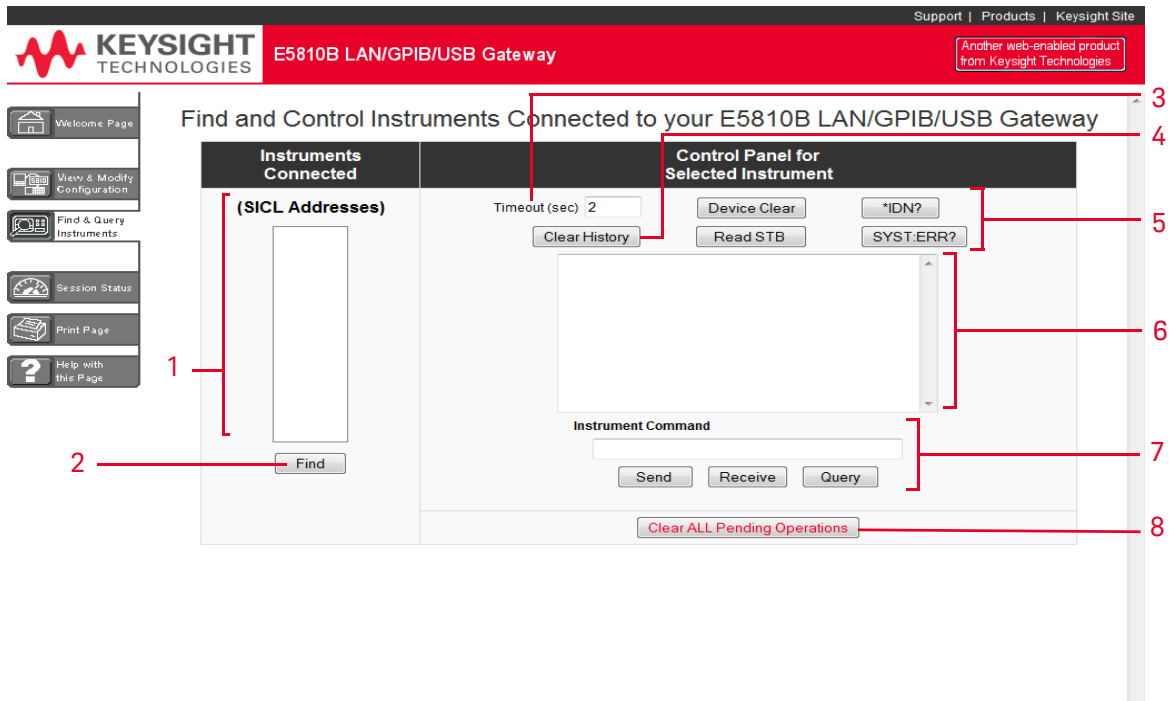 Support | Products | Keysight Site
KEYSIGHT
TECHNOLOGIES
E5810B LAN/GPIB/USB Gateway
Another web-enabled product
from Keysight Technologies
Welcome Page
View & Modify
Configuration
Find & Query
Instruments
Session Status
Print Page
Help with
this Page
Find and Control Instruments Connected to your E5810B LAN/GPIB/USB Gateway
Instruments
Connected
(SICL Addresses)
Find
Control Panel for
Selected Instrument
Timeout (sec) 2
Device Clear
*IDN?
Clear History
Read STB
SYST:ERR?
Instrument Command
Send
Receive
Query
Clear ALL Pending Operations
1
2
3
4
5
6
7
8